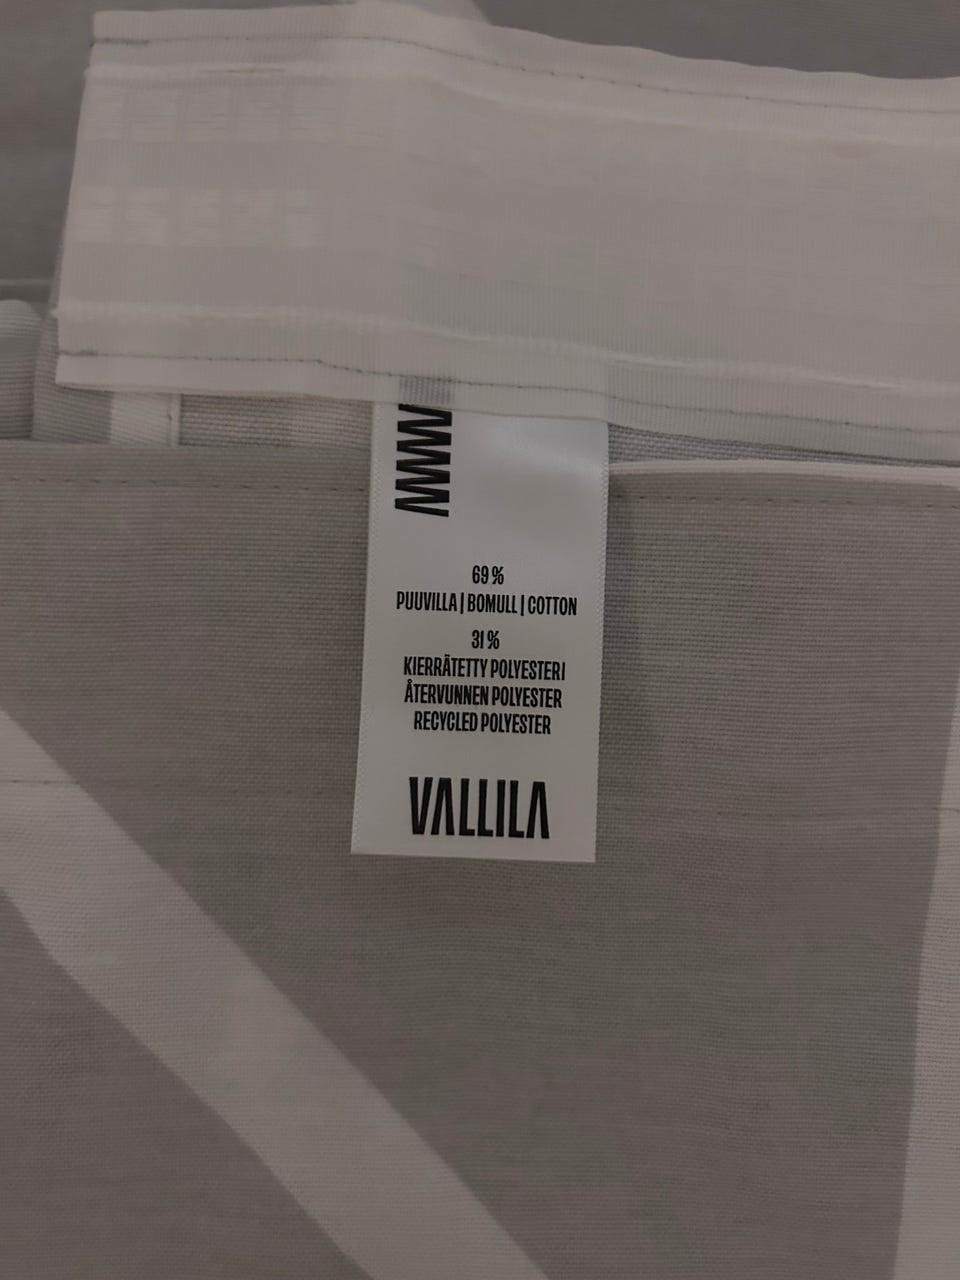 69 %
PUUVILLA | BOMULL | COTTON
31 %
KIERRÄTETTY POLYESTERI
ÅTERVUNNEN POLYESTER
RECYCLED POLYESTER
VALLILA